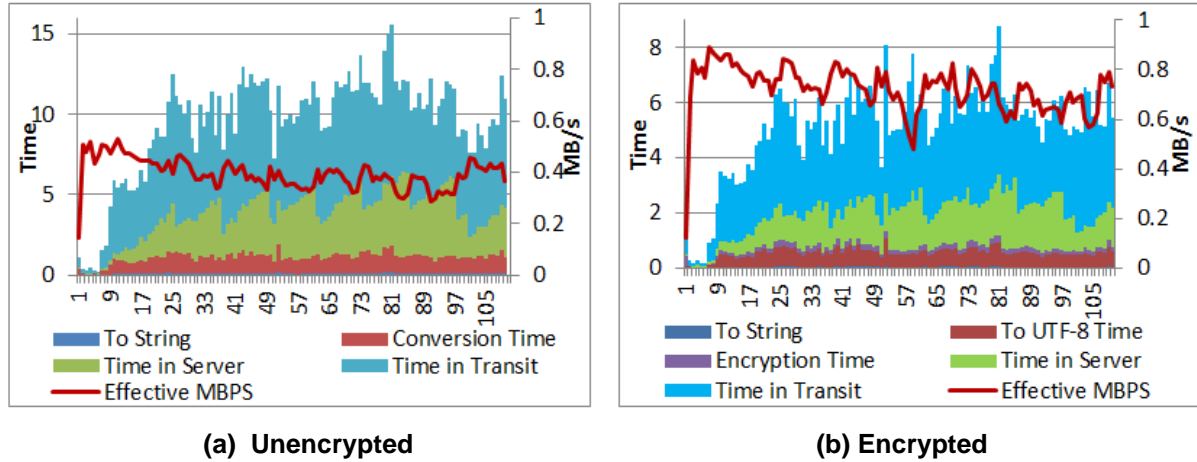 15
10
5
0
Time
1
0.8
0.6
0.4
0.2
0
MB/s
1 9 17 25 33 41 49 57 65 73 81 89 97 105
To String Conversion Time
Time in Server Time in Transit
Effective MBPS
(a) Unencrypted
8
6
4
2
0
Time
1
0.8
0.6
0.4
0.2
0
MB/s
1 9 17 25 33 41 49 57 65 73 81 89 97 105
To String To UTF-8 Time
Encryption Time Time in Server
Time in Transit Effective MBPS
(b) Encrypted